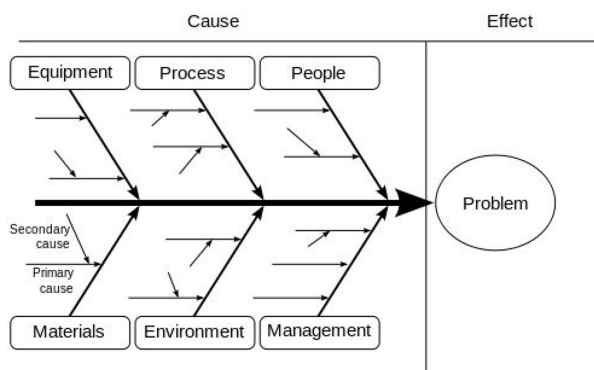 Cause
Effect
Equipment
Process
People
Problem
Secondary
cause
Primary
cause
Materials
Environment
Management